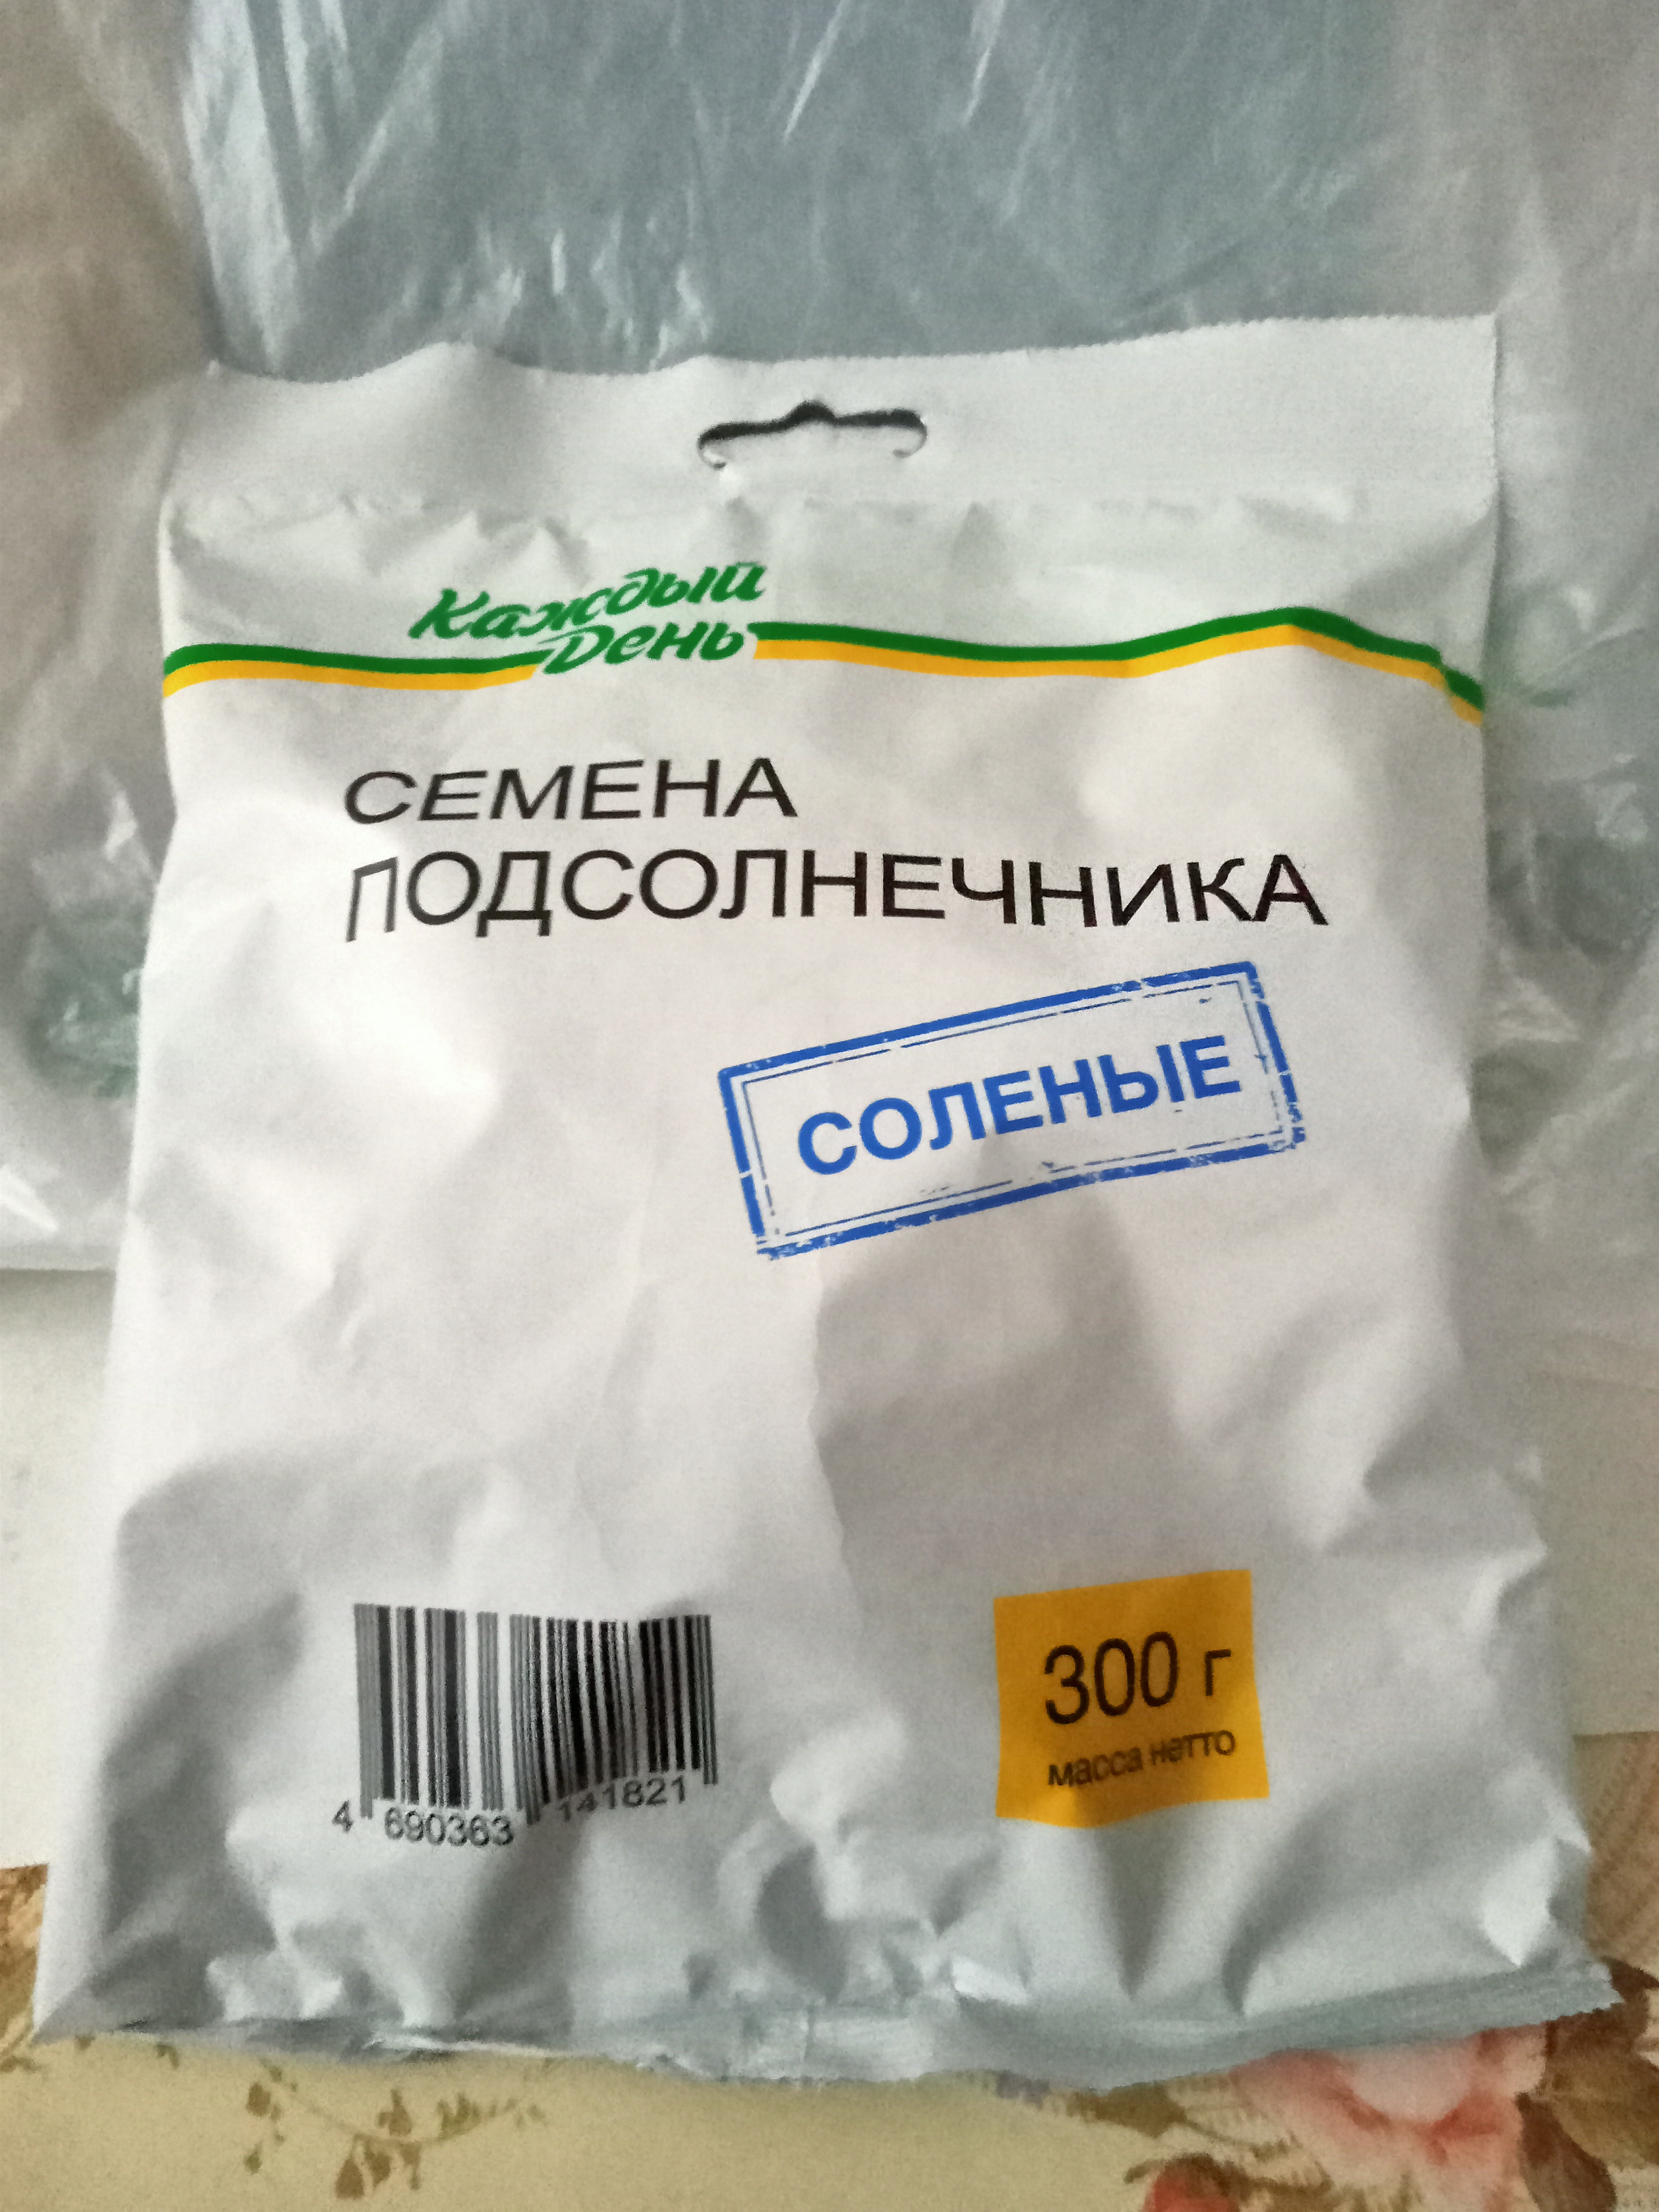 Каждый
День
СЕМЕНА
ПОДСОЛНЕЧНИКА
СОЛЕНЫЕ
300 г
масса нетто
4 690363 141821